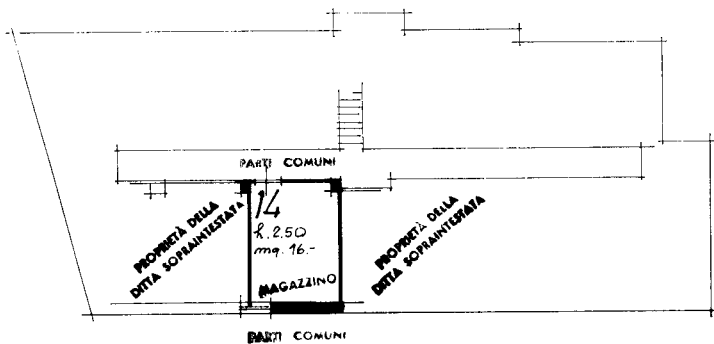 PARTI COMUNI
14
h. 2.50
mq. 16.-
MAGAZZINO
PROPRIETÀ DELLA
DITTA SOPRAINTESTATA
PROPRIETÀ DELLA
DITTA SOPRAINTESTATA
PARTI COMUNI